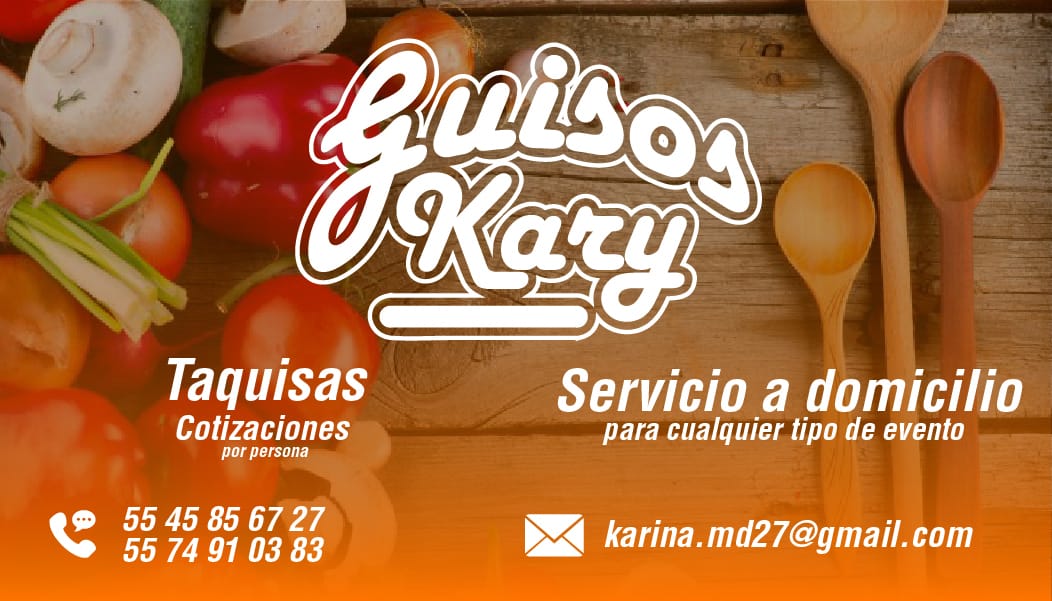 Guisos
Kary
Taquisas
Cotizaciones
por persona
Servicio a domicilio
para cualquier tipo de evento
55 45 85 67 27
55 74 91 03 83
karina.md27@gmail.com